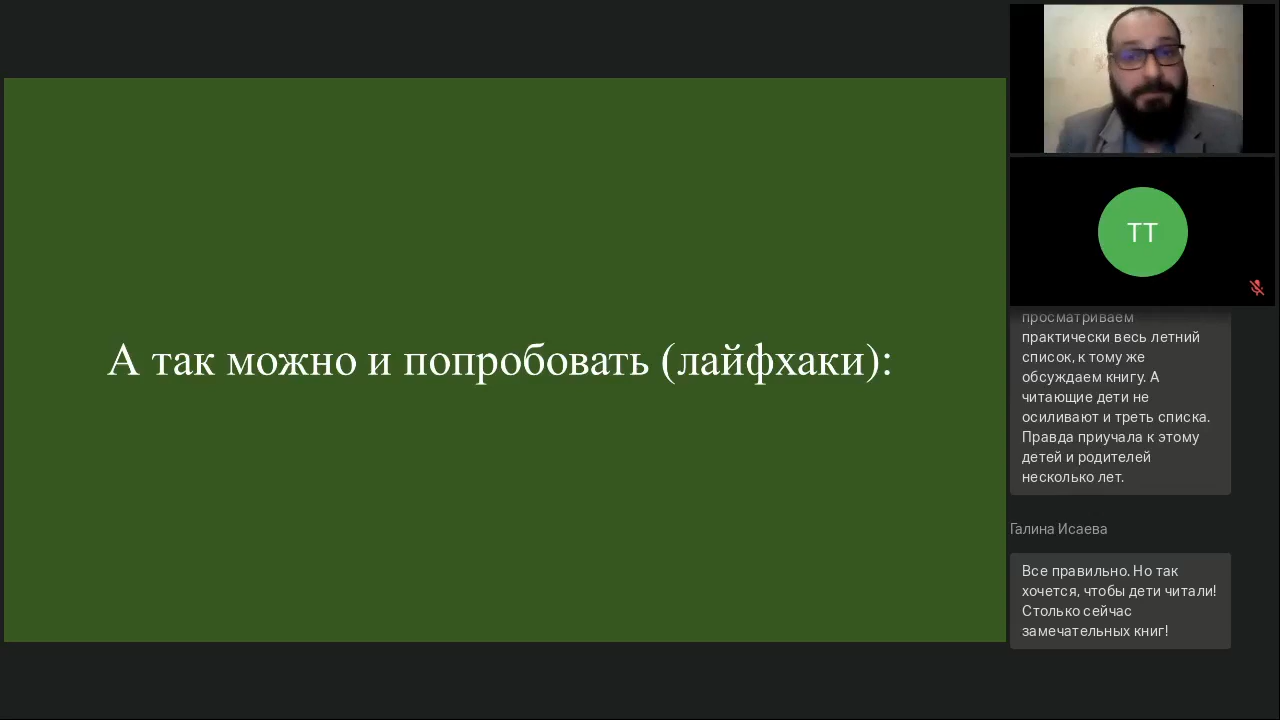 А так можно и попробовать (лайфхаки):
ТТ
просматриваем
практически весь летний
список, к тому же
обсуждаем книгу. А
читающие дети не
осиливают и треть списка.
Правда приучала к этому
детей и родителей
несколько лет.
Галина Исаева
Все правильно. Но так
хочется, чтобы дети читали!
Столько сейчас
замечательных книг!